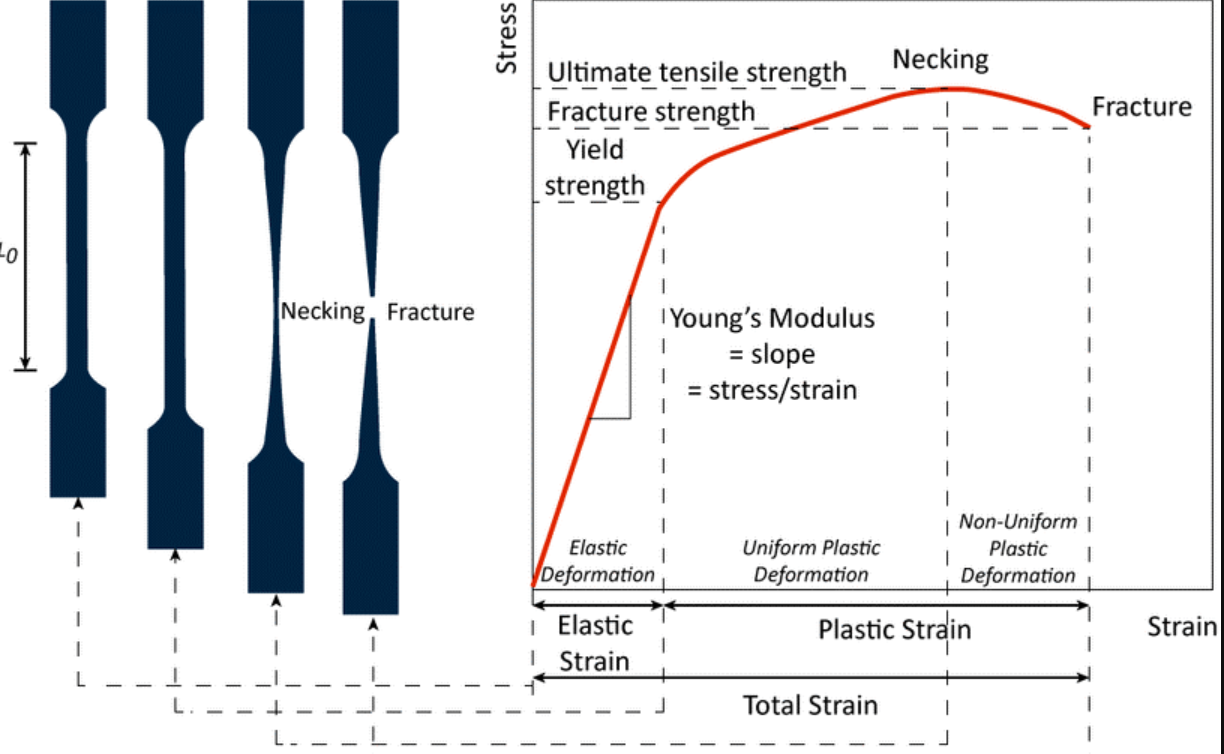 Stress
Ultimate tensile strength
Necking
Fracture strength
Fracture
Yield
strength
L0
Necking
Fracture
Young's Modulus
= slope
= stress/strain
Elastic
Deformation
Uniform Plastic
Deformation
Non-Uniform
Plastic
Deformation
Elastic
Strain
Plastic Strain
Strain
Total Strain